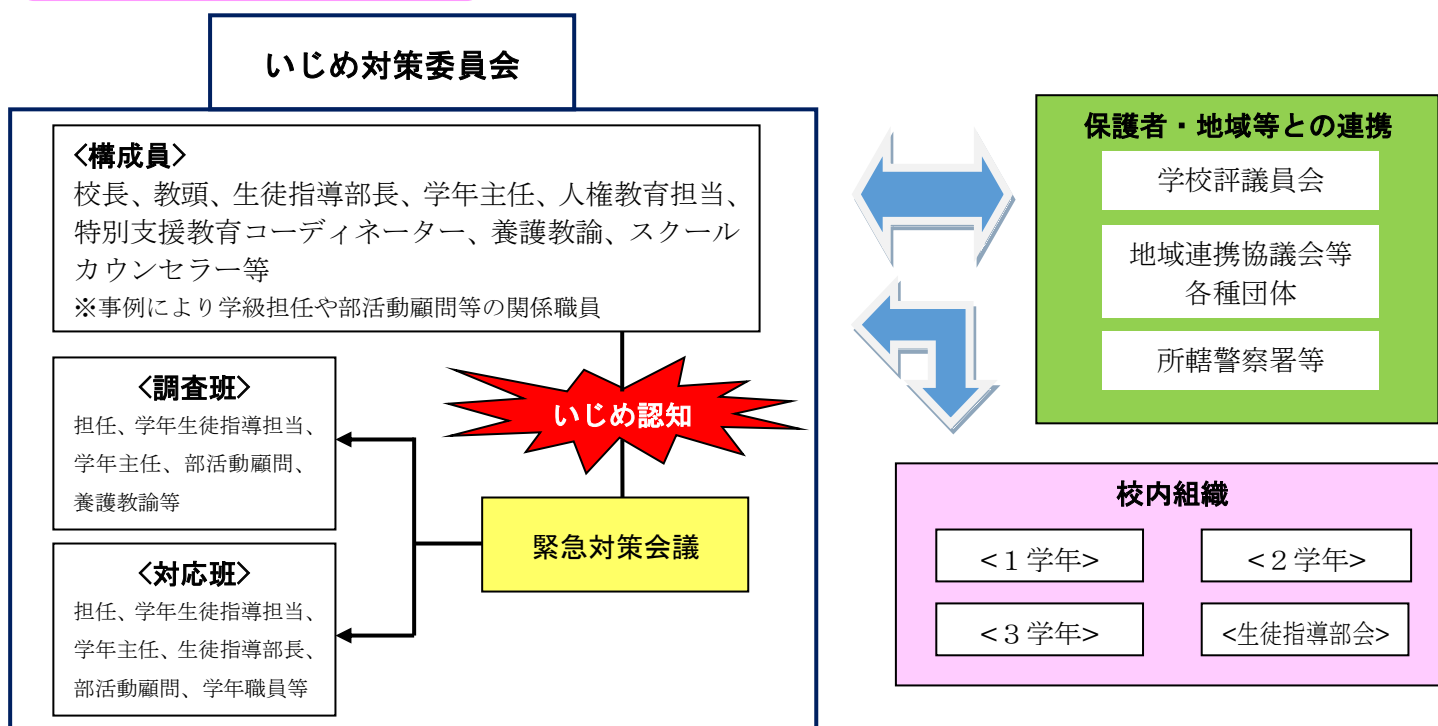 いじめ対策委員会
<構成員>
校長、教頭、生徒指導部長、学年主任、人権教育担当、
特別支援教育コーディネーター、養護教諭、スクール
カウンセラー等
※事例により学級担任や部活動顧問等の関係職員
いじめ認知
緊急対策会議
<調査班>
担任、学年生徒指導担当、
学年主任、部活動顧問、
養護教諭等
<対応班>
担任、学年生徒指導担当、
学年主任、生徒指導部長、
部活動顧問、学年職員等
保護者・地域等との連携
学校評議員会
地域連携協議会等
各種団体
所轄警察署等
校内組織
<1学年>
<2学年>
<3学年>
<生徒指導部会>